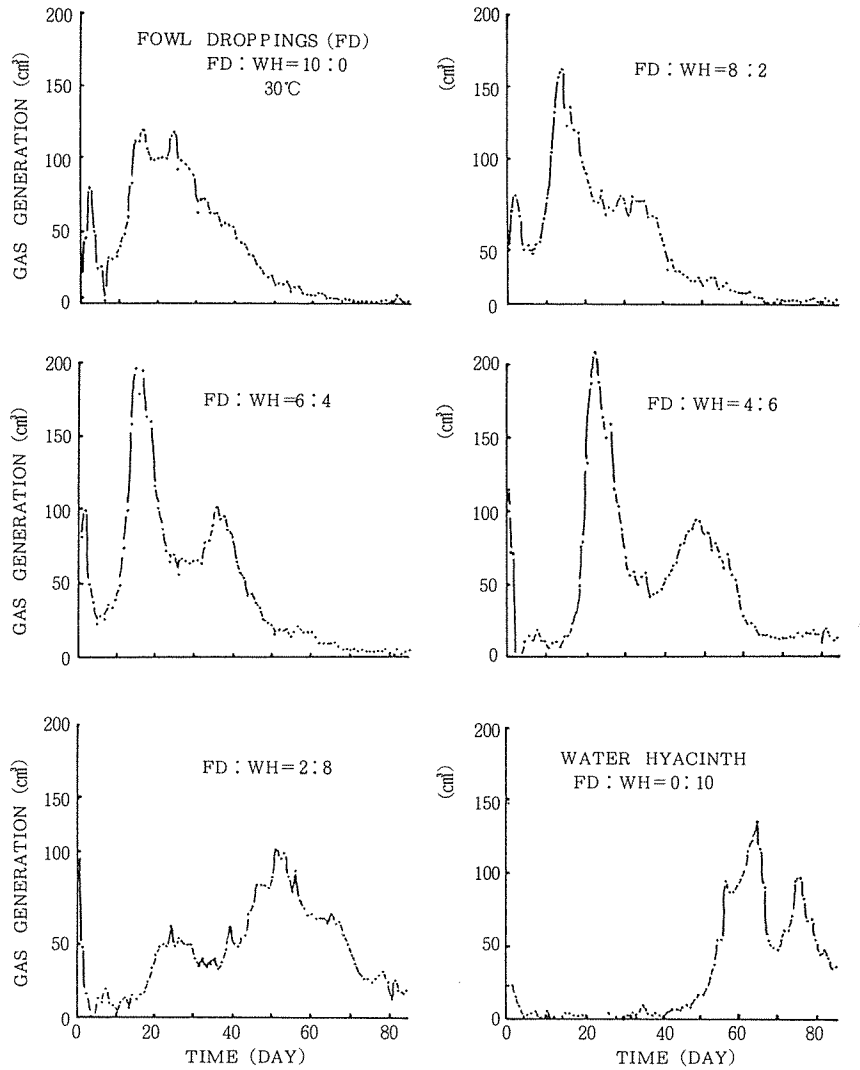 FOWL DROPPINGS (FD)
FD : WH=10 : 0
30℃
GAS GENERATION (cm³)
200
150
100
50
0
FD : WH=8 : 2
(cm³)
200
150
100
50
0
FD : WH=6 : 4
GAS GENERATION (cm³)
200
150
100
50
0
FD : WH=4 : 6
(cm³)
200
150
100
50
0
FD : WH=2 : 8
GAS GENERATION (cm³)
200
150
100
50
0
0 20 40 60 80
TIME (DAY)
WATER HYACINTH
FD : WH=0 : 10
(cm³)
200
150
100
50
0
0 20 40 60 80
TIME (DAY)